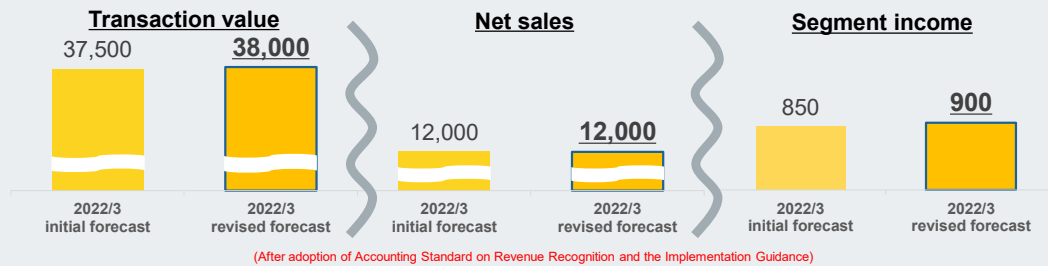 Transaction value
37,500
38,000
2022/3
initial forecast
2022/3
revised forecast
Net sales
12,000
12,000
2022/3
initial forecast
2022/3
revised forecast
Segment income
850
900
2022/3
initial forecast
2022/3
revised forecast
(After adoption of Accounting Standard on Revenue Recognition and the Implementation Guidance)